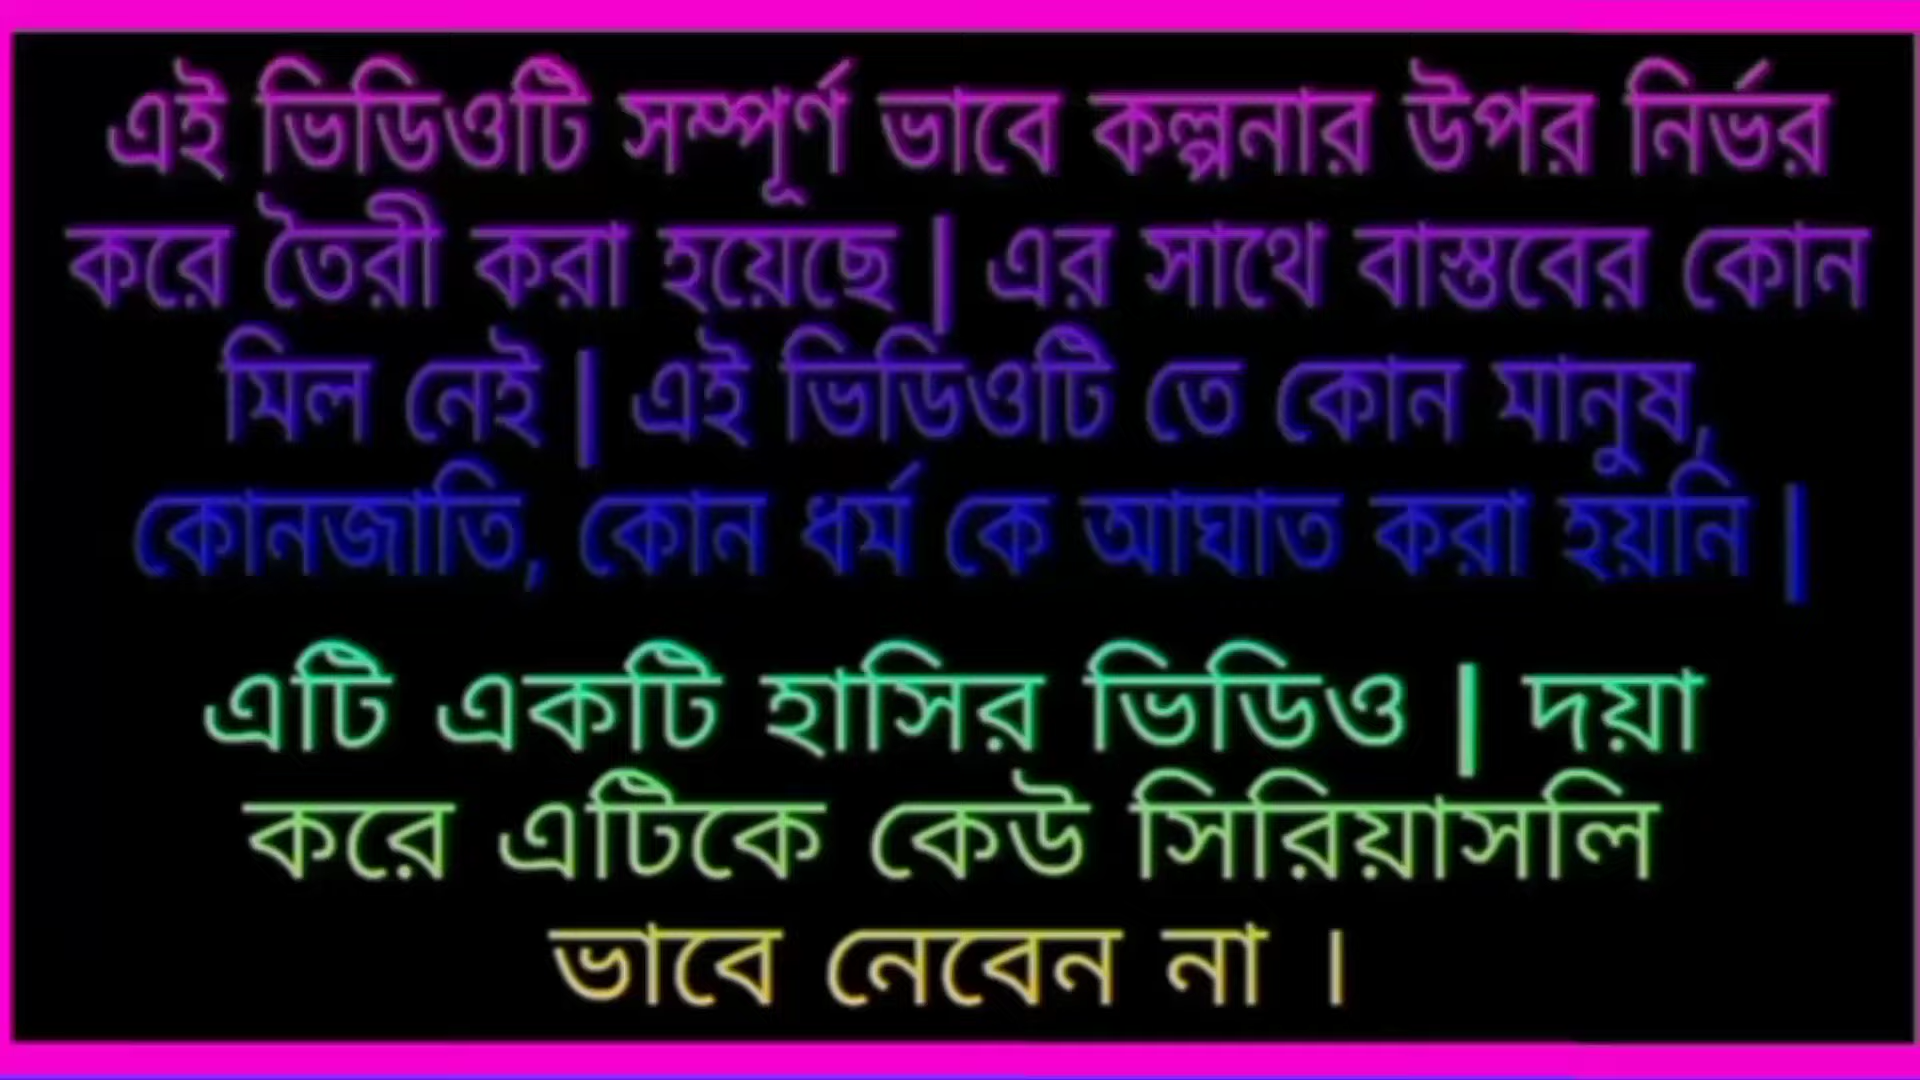 এই ভিডিওটি সম্পূর্ণ ভাবে কল্পনার উপর নির্ভর
করে তৈরী করা হয়েছে | এর সাথে বাস্তবের কোন
মিল নেই | এই ভিডিওটি তে কোন মানুষ,
কোনজাতি, কোন ধর্ম কে আঘাত করা হয়নি |
এটি একটি হাসির ভিডিও | দয়া
করে এটিকে কেউ সিরিয়াসলি
ভাবে নেবেন না ।